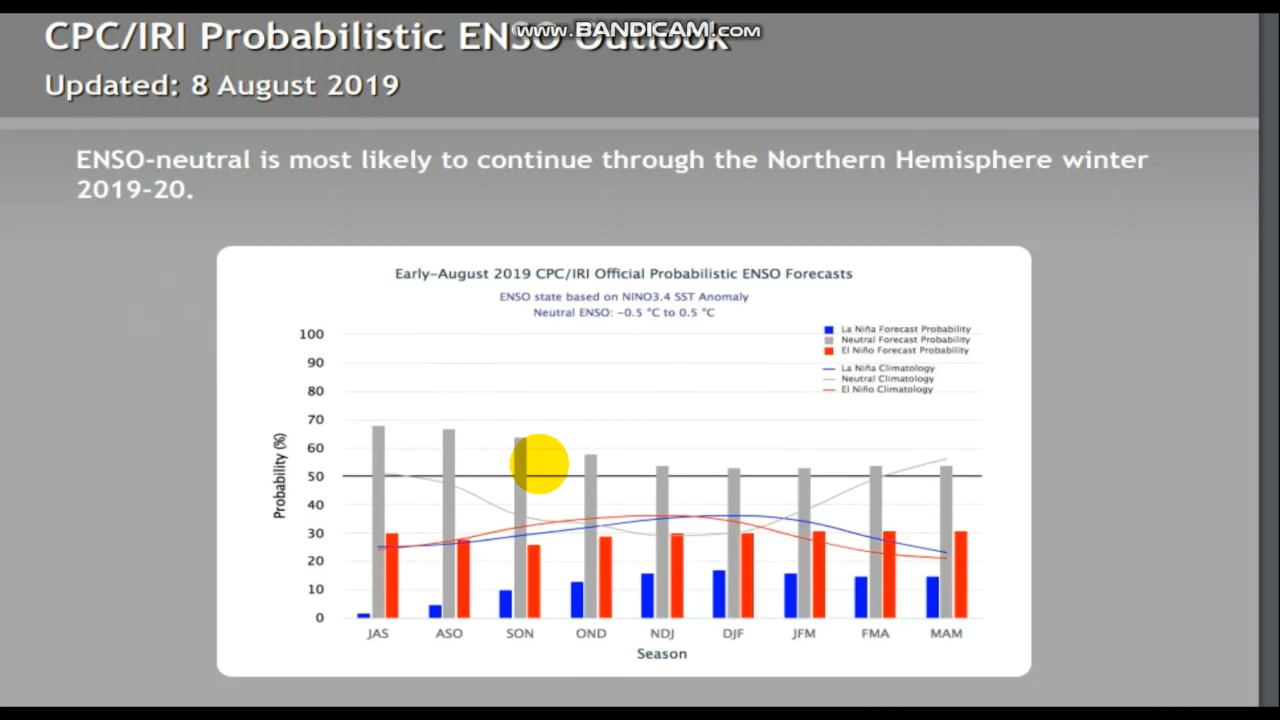 www.BANDICAM.com
CPC/IRI Probabilistic ENSO Outlook
Updated: 8 August 2019
ENSO-neutral is most likely to continue through the Northern Hemisphere winter
2019-20.
Early-August 2019 CPC/IRI Official Probabilistic ENSO Forecasts
ENSO state based on NINO3.4 SST Anomaly
Neutral ENSO: −0.5 °C to 0.5 °C
La Niña Forecast Probability
Neutral Forecast Probability
El Niño Forecast Probability
La Niña Climatology
Neutral Climatology
El Niño Climatology
Probability (%)
100
90
80
70
60
50
40
30
20
10
0
JAS ASO SON OND NDJ DJF JFM FMA MAM
Season